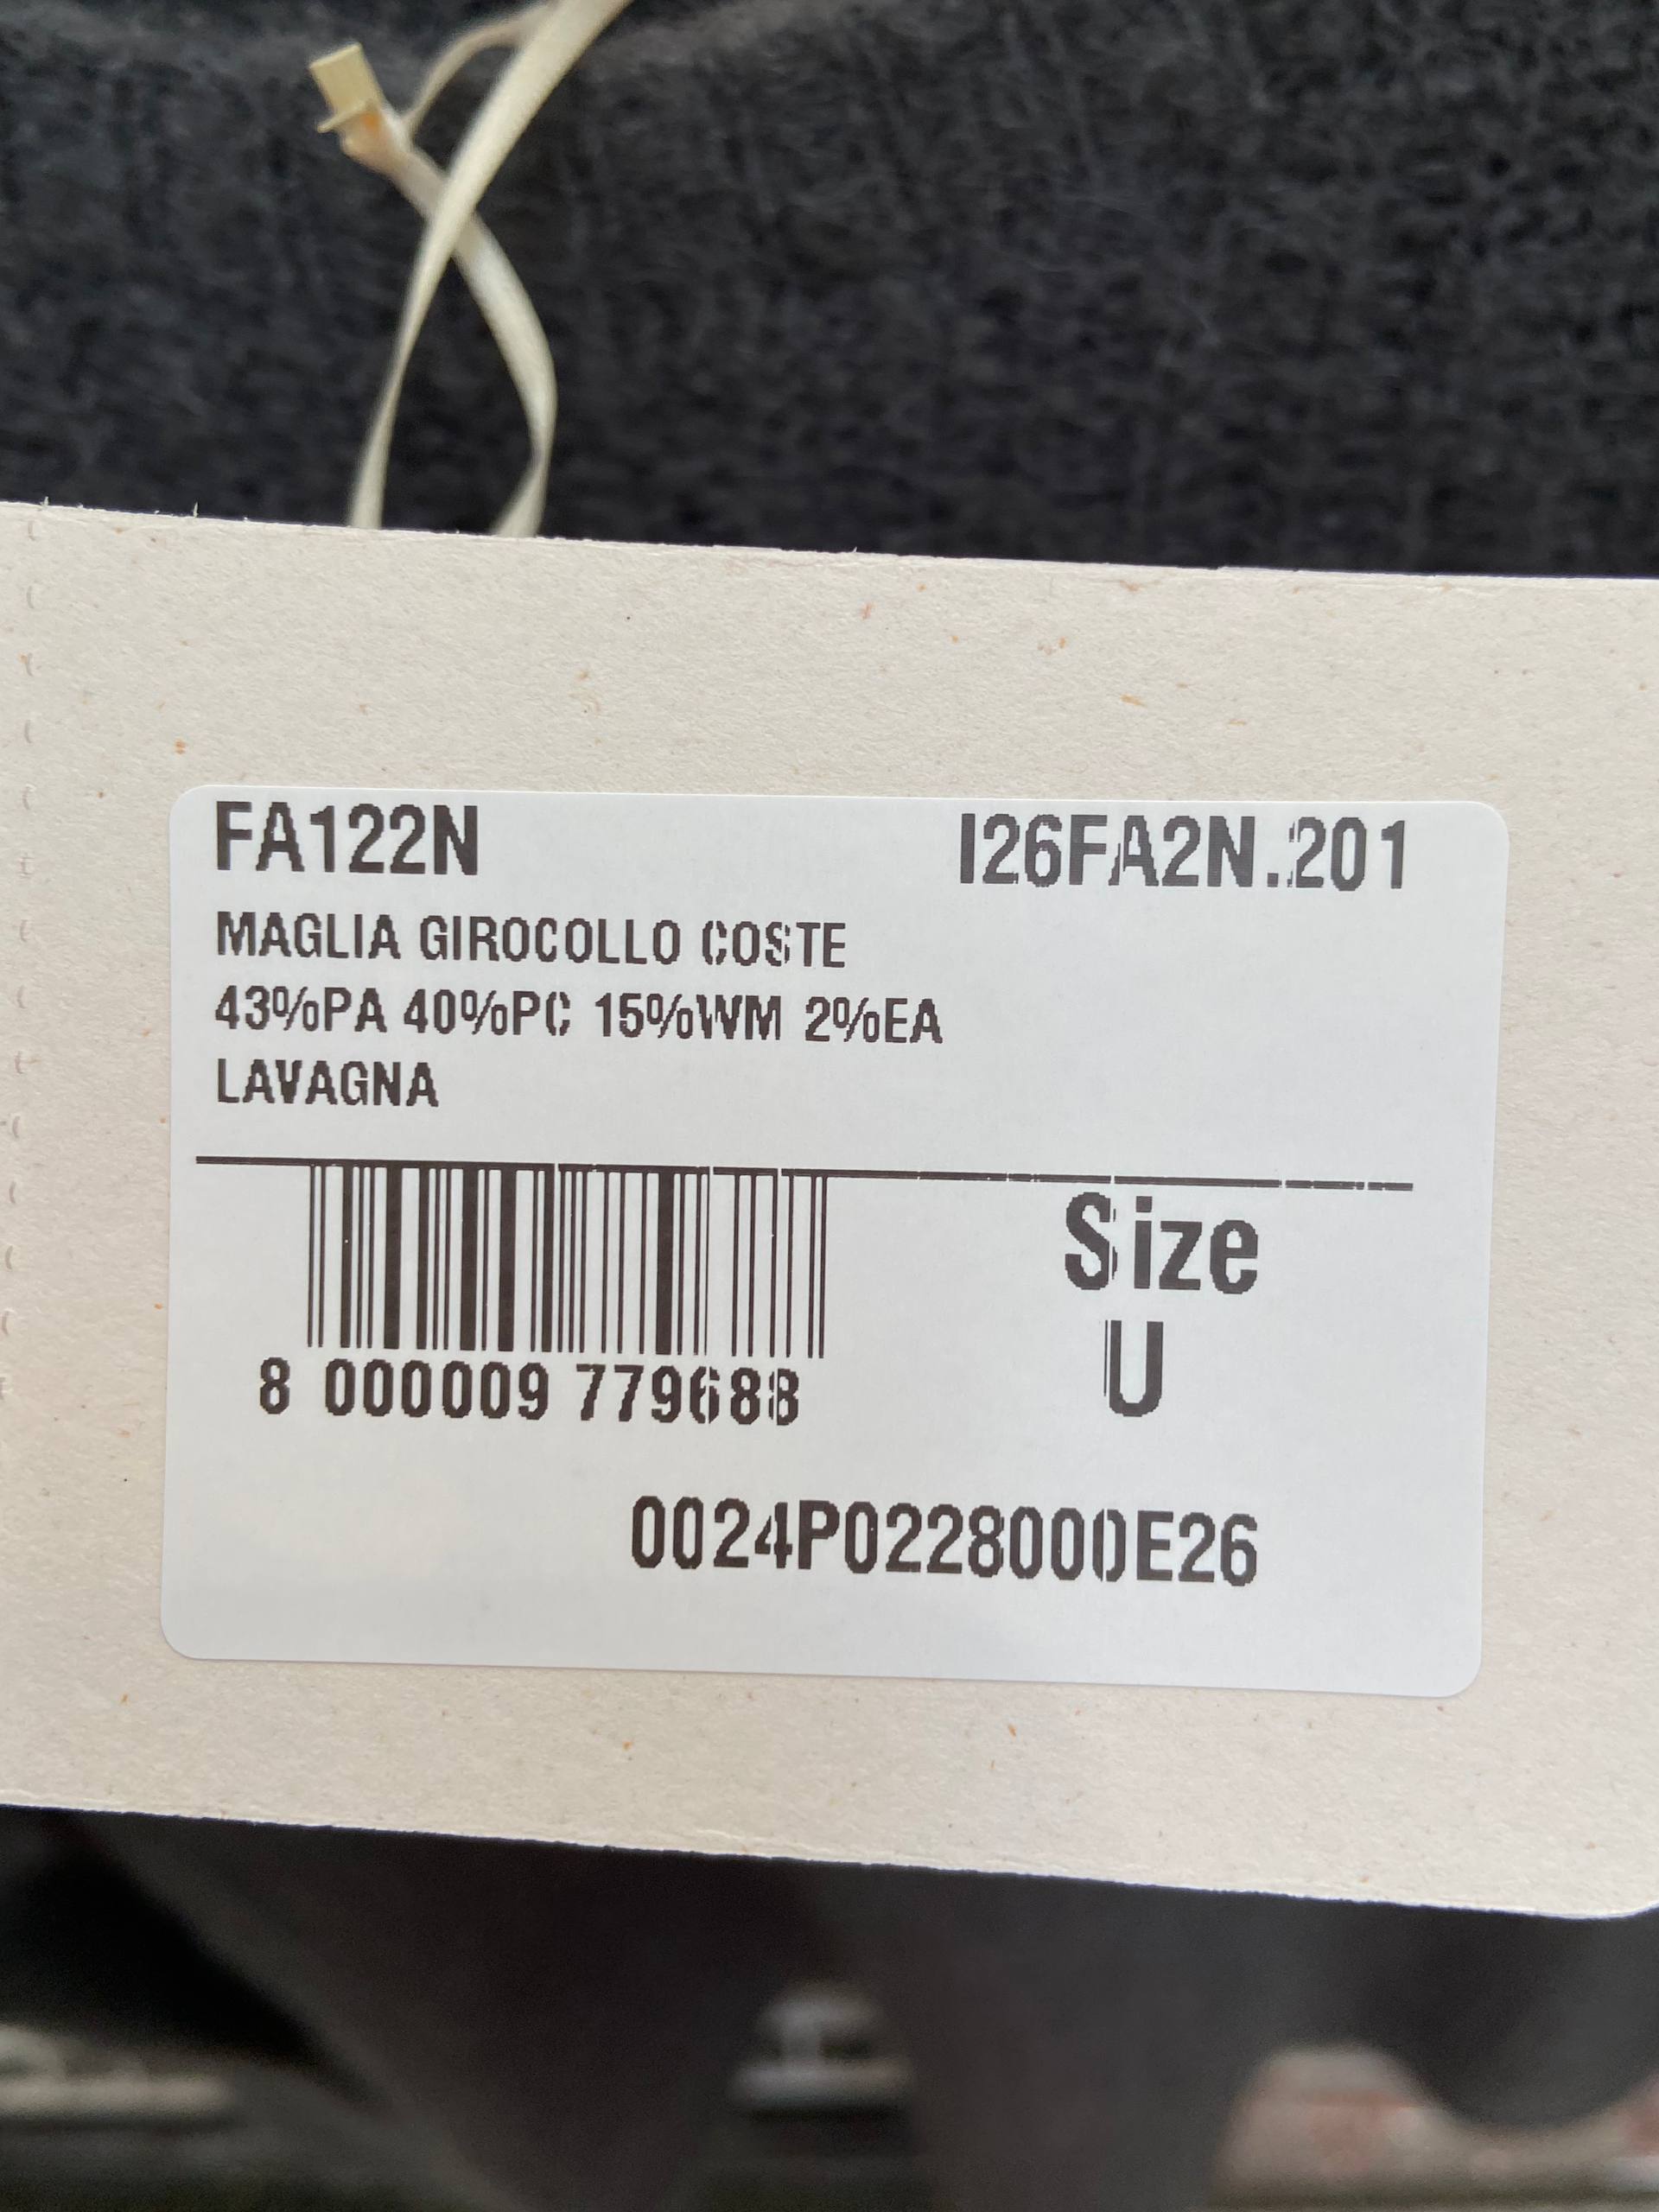 FA122N I26FA2N.201
MAGLIA GIROCOLLO COSTE
43%PA 40%PC 15%WM 2%EA
LAVAGNA
Size
U
8 000009 779688
0024P0228000E26